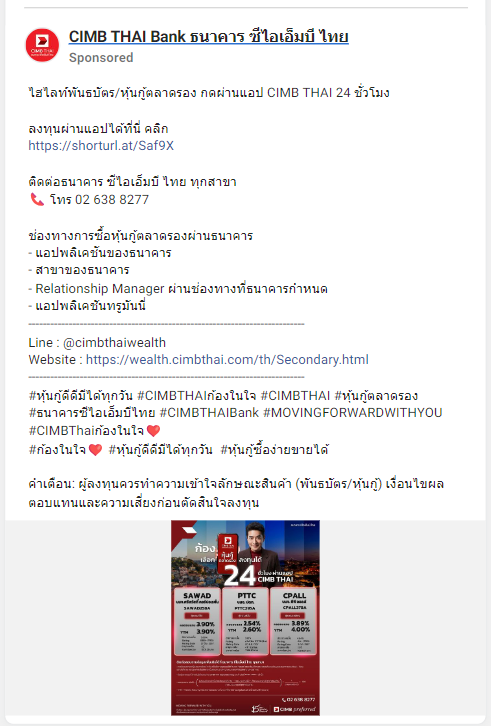 CIMB THAI Bank ธนาคาร ซีไอเอ็มบี ไทย
Sponsored
ไฮไลท์พันธบัตร/หุ้นกู้ตลาดรอง กดผ่านแอป CIMB THAI 24 ชั่วโมง
ลงทุนผ่านแอปได้ที่นี่ คลิก
https://shorturl.at/Saf9X
ติดต่อธนาคาร ซีไอเอ็มบี ไทย ทุกสาขา
📞 โทร 02 638 8277
ช่องทางการซื้อหุ้นกู้ตลาดรองผ่านธนาคาร
- แอปพลิเคชันของธนาคาร
- สาขาของธนาคาร
- Relationship Manager ผ่านช่องทางที่ธนาคารกำหนด
- แอปพลิเคชันทรูมันนี่
Line : @cimbthaiwealth
Website : https://wealth.cimbthai.com/th/Secondary.html
#หุ้นกู้ดีดีมีได้ทุกวัน #CIMBTHAIก้องในใจ #CIMBTHAI #หุ้นกู้ตลาดรอง
#ธนาคารซีไอเอ็มบีไทย #CIMBTHAIBank #MOVINGFORWARDWITHYOU
#CIMBThaiก้องในใจ❤️
#ก้องในใจ❤️ #หุ้นกู้ดีดีมีได้ทุกวัน #หุ้นกู้ซื้อง่ายขายได้
คำเตือน: ผู้ลงทุนควรทำความเข้าใจลักษณะสินค้า (พันธบัตร/หุ้นกู้) เงื่อนไขผล
ตอบแทนและความเสี่ยงก่อนตัดสินใจลงทุน
หุ้นกู้
ลงทุนได้
24 ชั่วโมง ผ่านแอป
CIMB THAI
SAWAD PTTC CPALL
3.90% 2.54% 3.89%
YTM 3.90% YTM 2.60% YTM 4.00%
02 638 8277
CIMB preferred